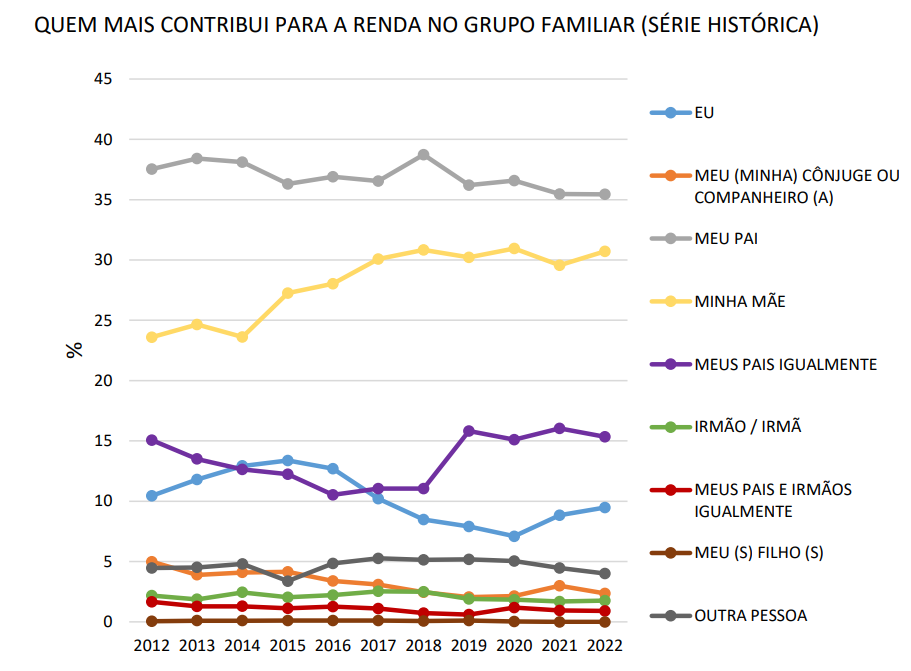 QUEM MAIS CONTRIBUI PARA A RENDA NO GRUPO FAMILIAR (SÉRIE HISTÓRICA)
45
40
35
30
25
20
15
10
5
0
%
2012 2013 2014 2015 2016 2017 2018 2019 2020 2021 2022
EU
MEU (MINHA) CÔNJUGE OU
COMPANHEIRO (A)
MEU PAI
MINHA MÃE
MEUS PAIS IGUALMENTE
IRMÃO / IRMÃ
MEUS PAIS E IRMÃOS
IGUALMENTE
MEU (S) FILHO (S)
OUTRA PESSOA